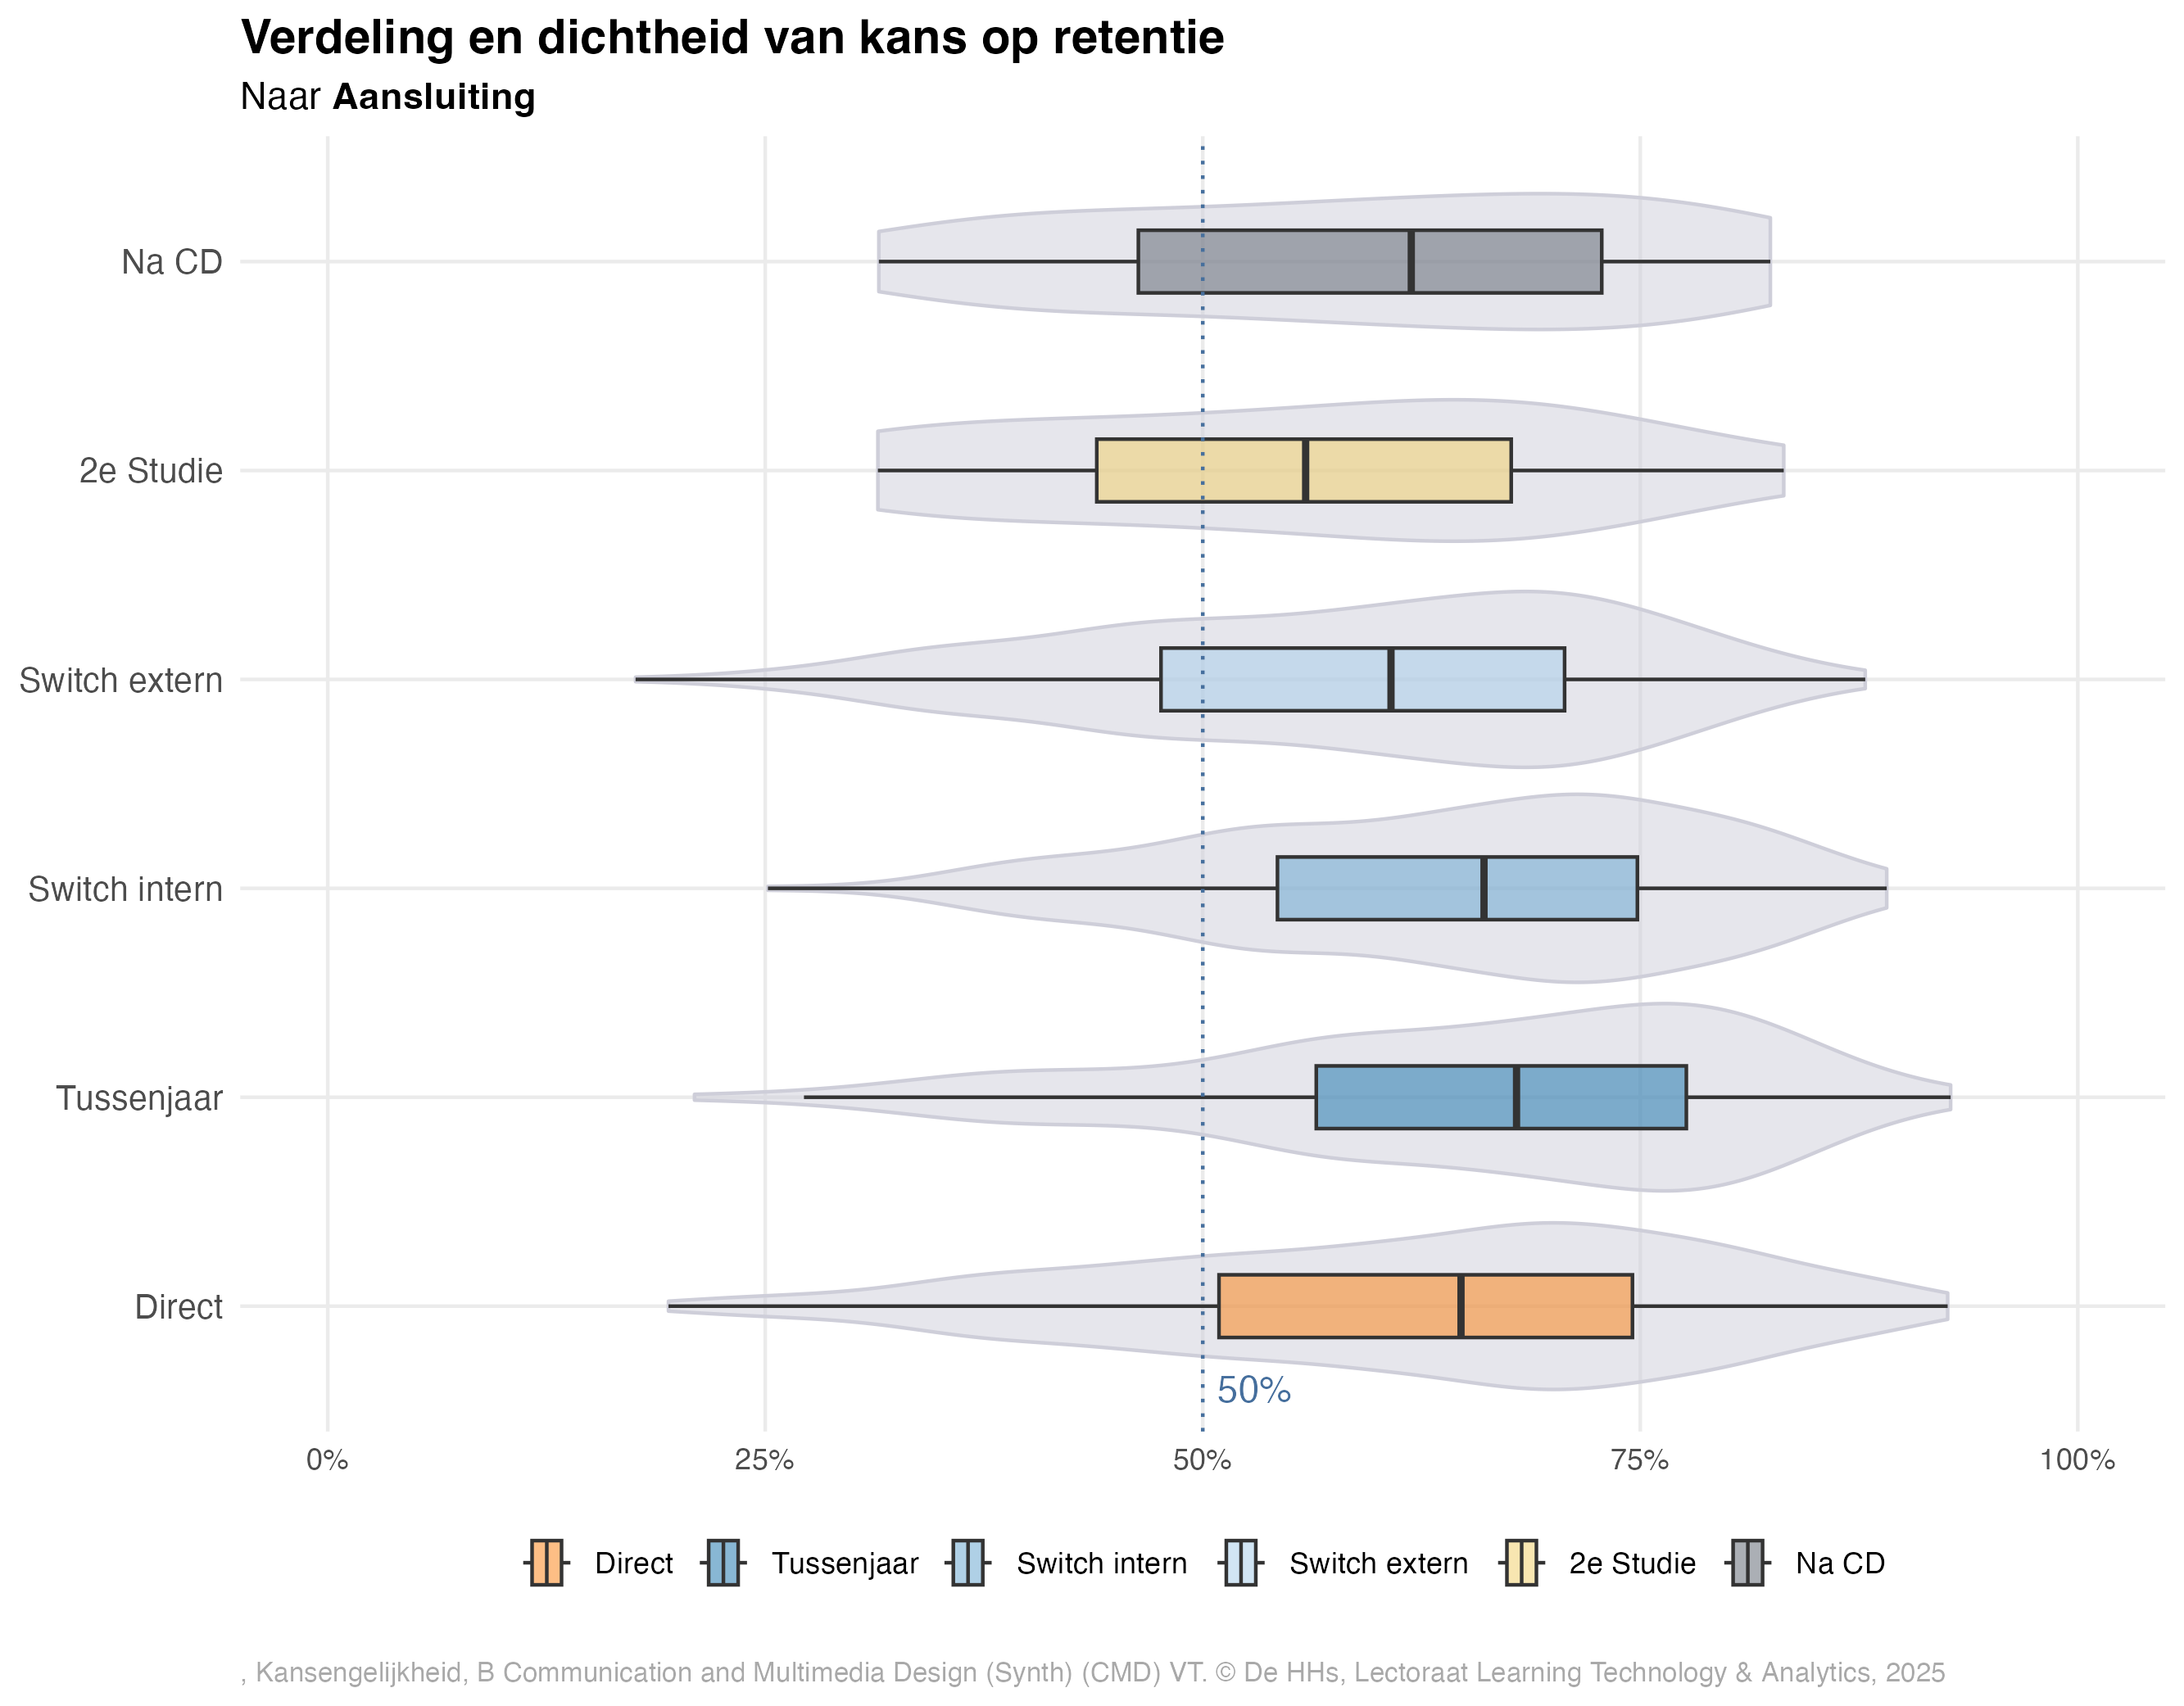 Verdeling en dichtheid van kans op retentie
Naar Aansluiting
Na CD
2e Studie
Switch extern
Switch intern
Tussenjaar
Direct
50%
0% 25% 50% 75% 100%
Direct Tussenjaar Switch intern Switch extern 2e Studie Na CD
, Kansengelijkheid, B Communication and Multimedia Design (Synth) (CMD) VT. © De HHs, Lectoraat Learning Technology & Analytics, 2025